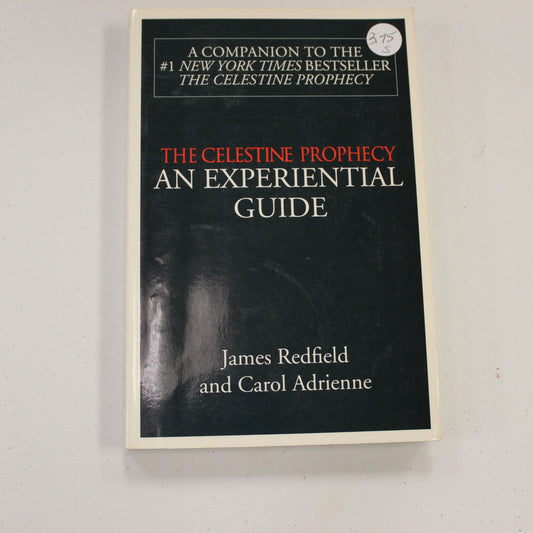 A COMPANION TO THE
#1 NEW YORK TIMES BESTSELLER
THE CELESTINE PROPHECY
3.75
S
THE CELESTINE PROPHECY
AN EXPERIENTIAL
GUIDE
James Redfield
and Carol Adrienne